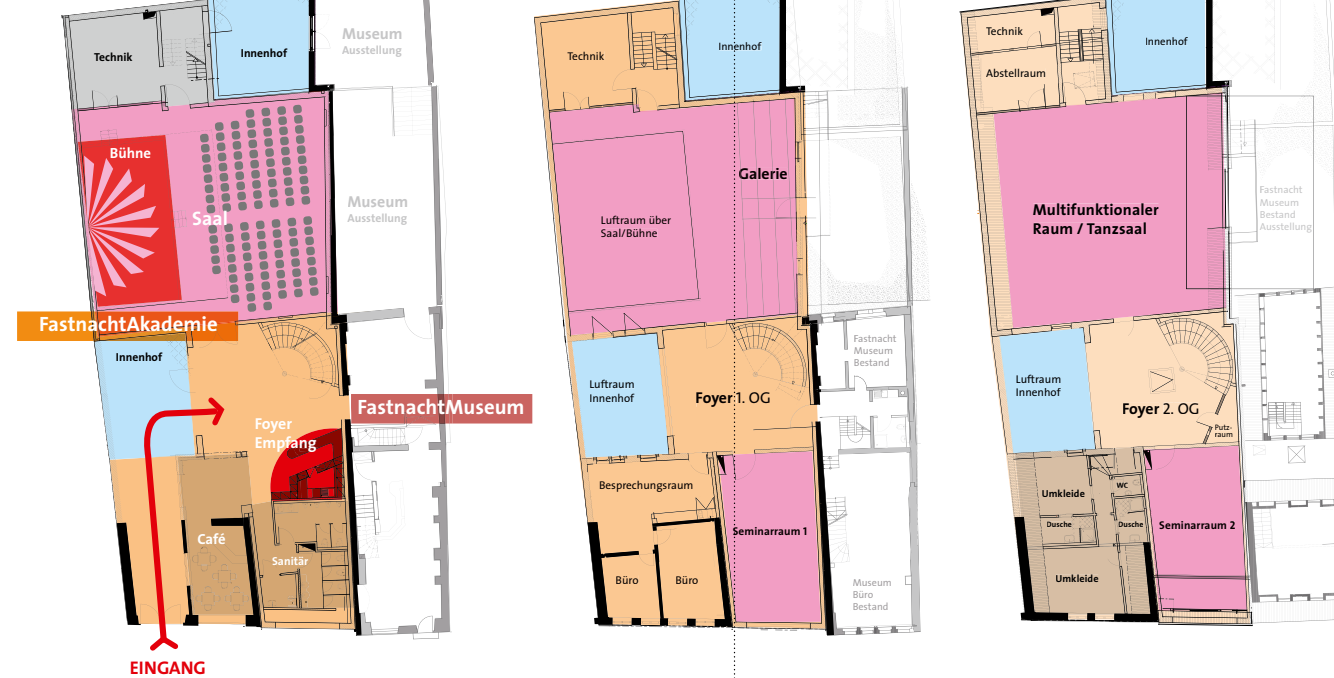 Technik
Innenhof
Museum
Ausstellung
Bühne
Saal
Museum
Ausstellung
FastnachtAkademie
Innenhof
FastnachtMuseum
Foyer
Empfang
Café
Sanitär
EINGANG
Technik
Innenhof
Galerie
Luftraum über
Saal/Bühne
Luftraum
Innenhof
Foyer 1. OG
Fastnacht
Museum
Bestand
Besprechungsraum
Seminarraum 1
Büro
Büro
Museum
Büro
Bestand
Technik
Abstellraum
Innenhof
Multifunktionaler
Raum / Tanzsaal
Fastnacht
Museum
Bestand
Ausstellung
Luftraum
Innenhof
Foyer 2. OG
Putz-
raum
Umkleide
WC
Dusche
Dusche
Seminarraum 2
Umkleide